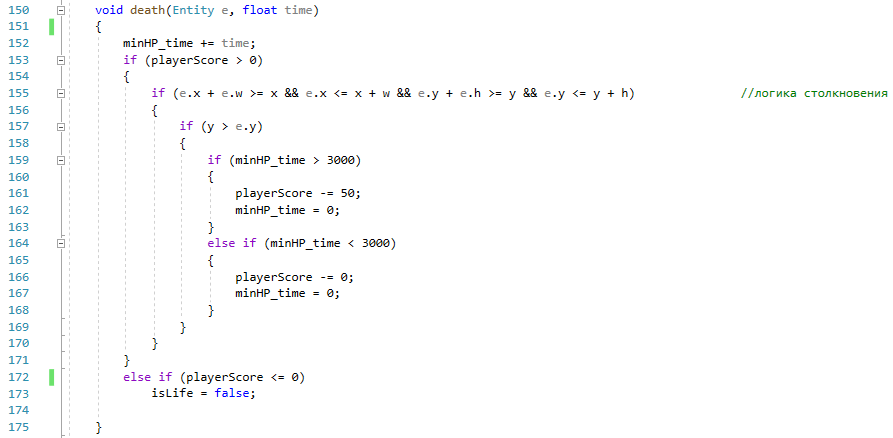 150 void death(Entity e, float time)
151 {
152 minHP_time += time;
153 if (playerScore > 0)
154 {
155 if (e.x + e.w >= x && e.x <= x + w && e.y + e.h >= y && e.y <= y + h) //логика столкновения
156 {
157 if (y > e.y)
158 {
159 if (minHP_time > 3000)
160 {
161 playerScore -= 50;
162 minHP_time = 0;
163 }
164 else if (minHP_time < 3000)
165 {
166 playerScore -= 0;
167 minHP_time = 0;
168 }
169 }
170 }
171 }
172 else if (playerScore <= 0)
173 isLife = false;
174
175 }